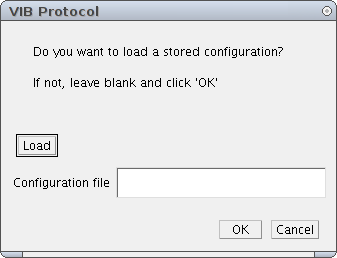 VIB Protocol
Do you want to load a stored configuration?
If not, leave blank and click 'OK'
Load
Configuration file
OK Cancel